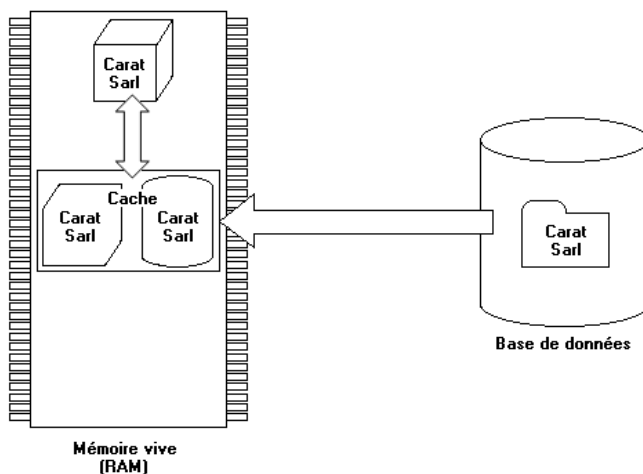 Carat
Sarl
Cache
Carat
Sarl
Carat
Sarl
Carat
Sarl
Base de données
Mémoire vive
(RAM)